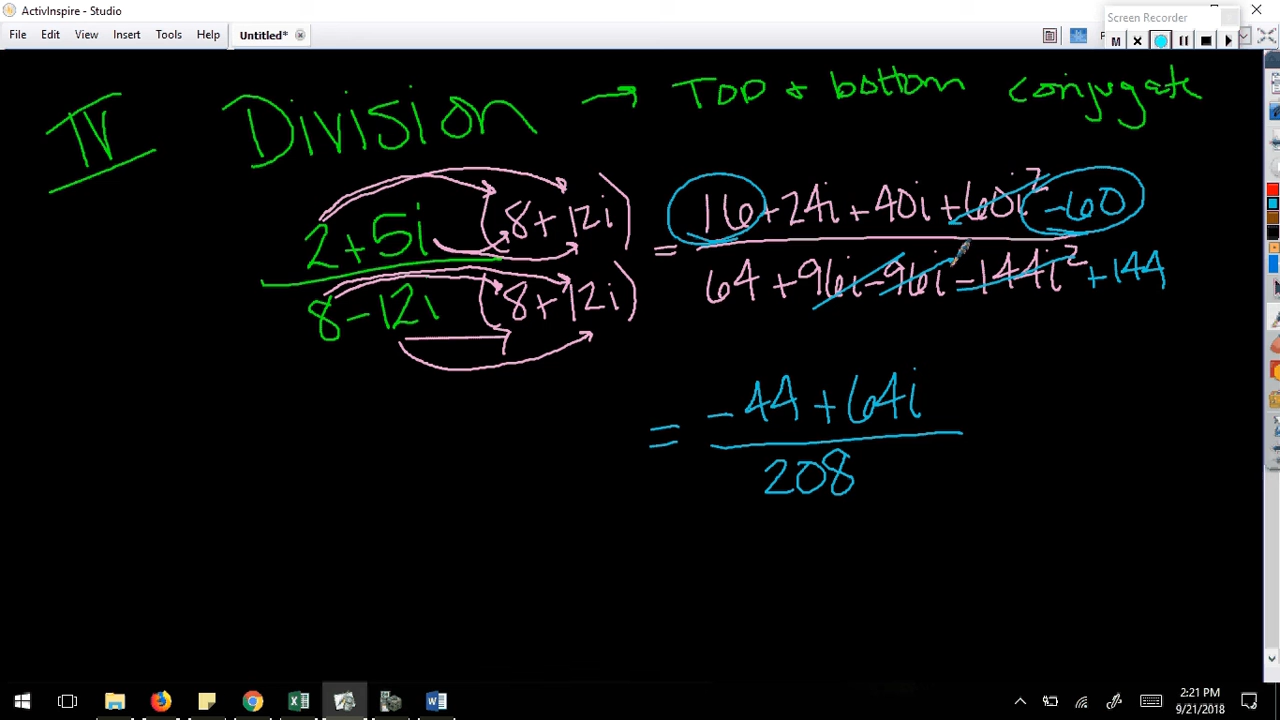 ActivInspire - Studio
Screen Recorder
File Edit View Insert Tools Help Untitled*
M
IV Division → Top & bottom conjugate
2+5i (8+12i) = 16+24i+40i+60i² -60
8-12i (8+12i) 64+96i-96i-144i² +144
= -44+64i
208
2:21 PM
9/21/2018